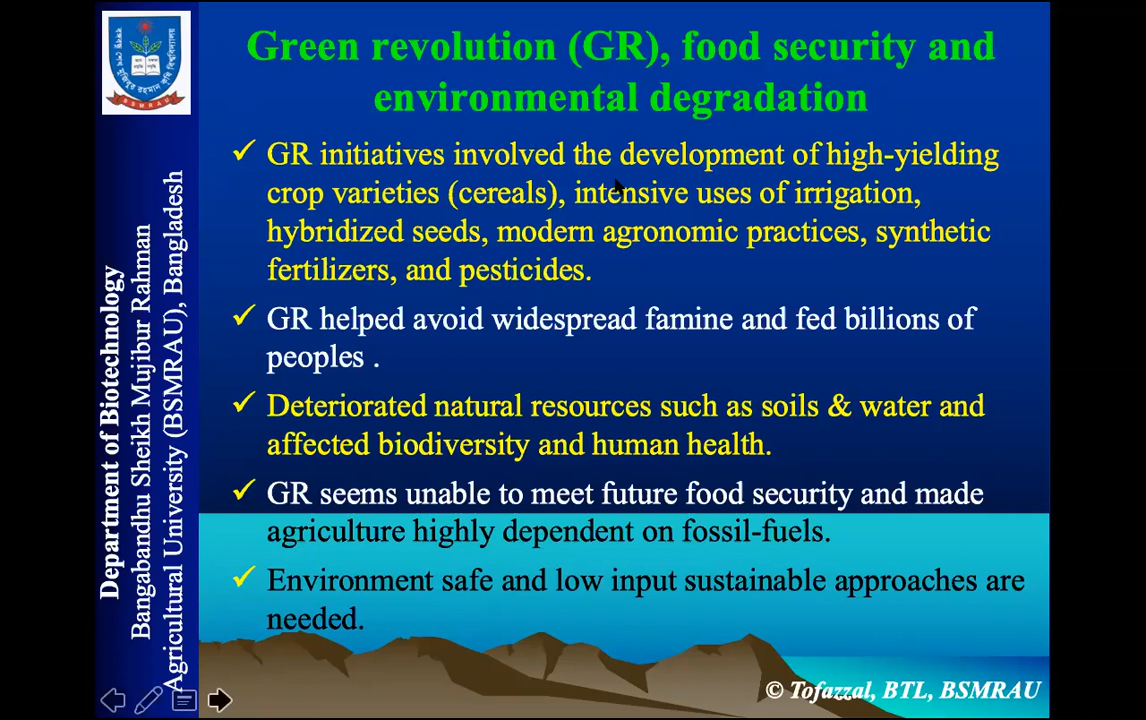 Green revolution (GR), food security and
environmental degradation
GR initiatives involved the development of high-yielding
crop varieties (cereals), intensive uses of irrigation,
hybridized seeds, modern agronomic practices, synthetic
fertilizers, and pesticides.
GR helped avoid widespread famine and fed billions of
peoples .
Deteriorated natural resources such as soils & water and
affected biodiversity and human health.
GR seems unable to meet future food security and made
agriculture highly dependent on fossil-fuels.
Environment safe and low input sustainable approaches are
needed.
Department of Biotechnology
Bangabandhu Sheikh Mujibur Rahman
Agricultural University (BSMRAU), Bangladesh
BSMRAU
© Tofazzal, BTL, BSMRAU